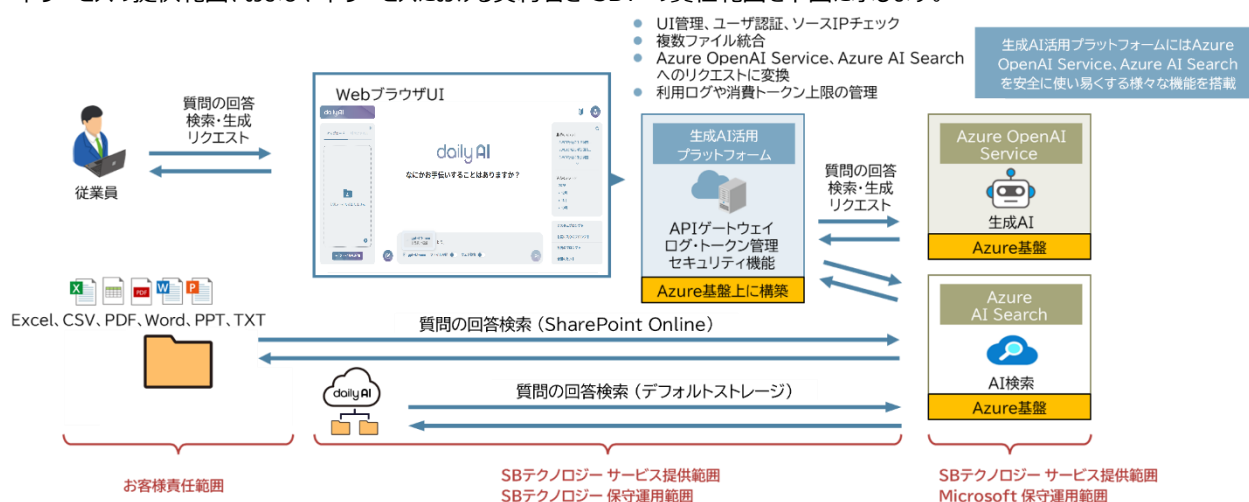 UI管理、ユーザ認証、ソースIPチェック
複数ファイル統合
Azure OpenAI Service、Azure AI Search
へのリクエストに変換
利用ログや消費トークン上限の管理
生成AI活用プラットフォームにはAzure
OpenAI Service、Azure AI Search
を安全に使い易くする様々な機能を搭載
質問の回答
検索・生成
リクエスト
従業員
WebブラウザUI
daily AI
daily AI
なにかお手伝いすることはありますか？
生成AI活用
プラットフォーム
APIゲートウェイ
ログ・トークン管理
セキュリティ機能
Azure基盤上に構築
質問の回答
検索・生成
リクエスト
Azure OpenAI
Service
生成AI
Azure基盤
Azure
AI Search
AI検索
Azure基盤
PDF
Excel、CSV、PDF、Word、PPT、TXT
質問の回答検索（SharePoint Online）
daily AI
質問の回答検索（デフォルトストレージ）
お客様責任範囲
SBテクノロジー サービス提供範囲
SBテクノロジー 保守運用範囲
SBテクノロジー サービス提供範囲
Microsoft 保守運用範囲